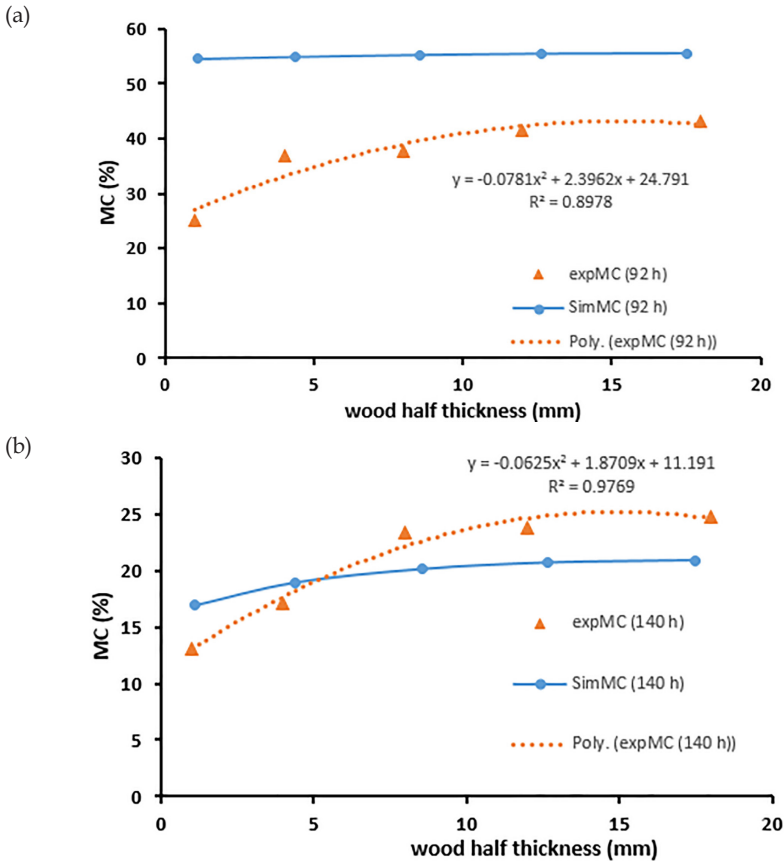 (a)
60
50
40
30
20
10
0
MC (%)
y = -0.0781x² + 2.3962x + 24.791
R² = 0.8978
expMC (92 h)
SimMC (92 h)
Poly. (expMC (92 h))
0 5 10 15 20
wood half thickness (mm)
(b)
30
25
20
15
10
5
0
MC (%)
y = -0.0625x² + 1.8709x + 11.191
R² = 0.9769
expMC (140 h)
SimMC (140 h)
Poly. (expMC (140 h))
0 5 10 15 20
wood half thickness (mm)